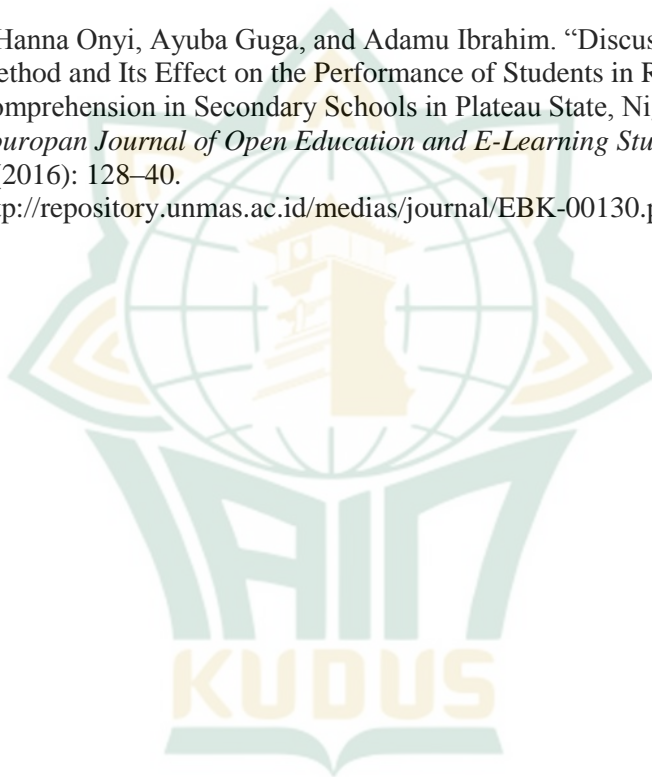 Hanna Onyi, Ayuba Guga, and Adamu Ibrahim. “Discus
ethod and Its Effect on the Performance of Students in R
omprehension in Secondary Schools in Plateau State, Ni
ouropan Journal of Open Education and E-Learning Stu
(2016): 128–40.
tp://repository.unmas.ac.id/medias/journal/EBK-00130.p
IAIN
KUDUS